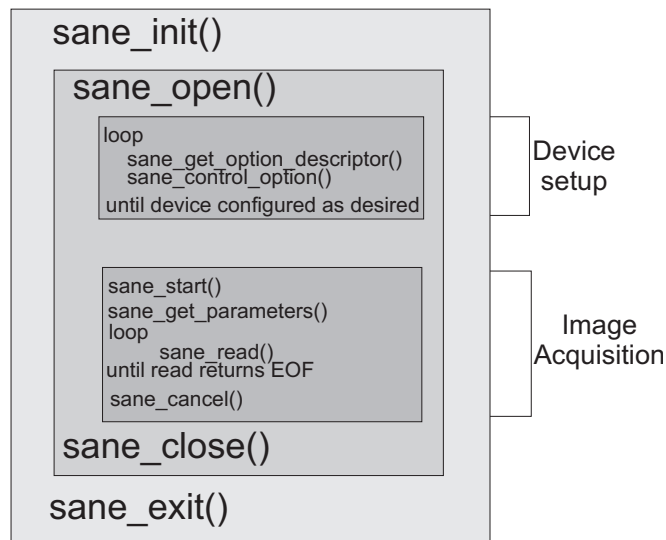 sane_init()
sane_open()
loop
sane_get_option_descriptor()
sane_control_option()
until device configured as desired
Device
setup
sane_start()
sane_get_parameters()
loop
sane_read()
until read returns EOF
sane_cancel()
Image
Acquisition
sane_close()
sane_exit()